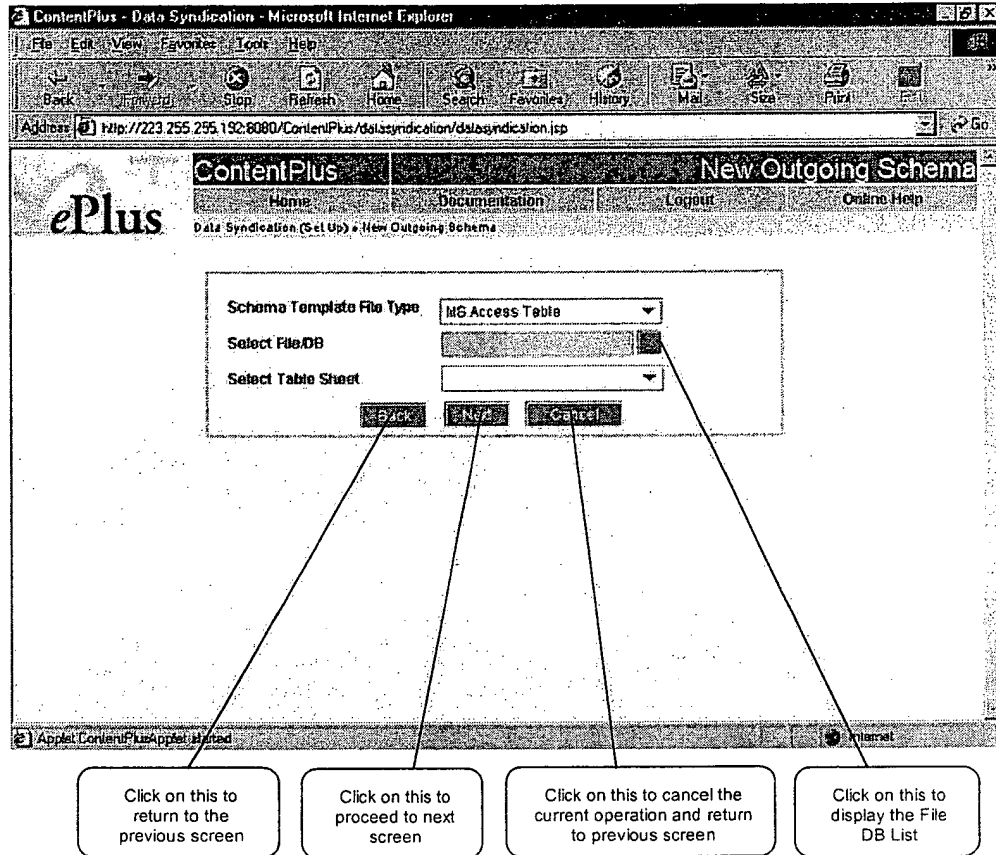 ContentPlus - Data Syndication - Microsoft Internet Explorer
File Edit View Favorites Tools Help
Back Forward Stop Refresh Home Search Favorites History Mail Size Print
Address http://223.255.255.192:8080/ContentPlus/datasyndication/datasyndication.jsp Go
ePlus
ContentPlus New Outgoing Schema
Home Documentation Logout Online Help
Data Syndication (Set Up) New Outgoing Schema
Schema Template File Type MS Access Table
Select File/DB
Select Table Sheet
Back Next Cancel
Applet ContentPlusApplet started Internet
Click on this to
return to the
previous screen
Click on this to
proceed to next
screen
Click on this to cancel the
current operation and return
to previous screen
Click on this to
display the File
DB List